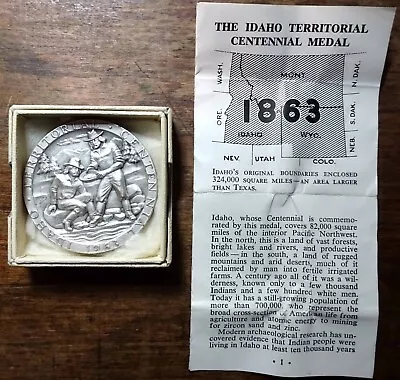 IDAHO TERRITORIAL CENTENNIAL
1963
THE IDAHO TERRITORIAL
CENTENNIAL MEDAL
WASH.
MONT
N. DAK.
ORE.
1863
S. DAK.
IDAHO
WYO.
NEB.
NEV.
UTAH
COLO.
IDAHO'S ORIGINAL BOUNDARIES ENCLOSED
324,000 SQUARE MILES—AN AREA LARGER
THAN TEXAS.
Idaho, whose Centennial is commemo-
rated by this medal, covers 82,000 square
miles of the interior Pacific Northwest.
In the north, this is a land of vast forests,
bright lakes and rivers, and productive
fields — in the south, a land of rugged
mountains and arid deserts, much of it
reclaimed by man into fertile irrigated
farms. A century ago all of it was a wil-
derness, known only to a few thousand
Indians and a few hundred white men.
Today it has a still-growing population of
more than 700,000, who represent the
broad cross-section of American life from
agriculture and atomic energy to mining
for zircon sand and zinc.
Modern archaeological research has un-
covered evidence that Indian people were
living in Idaho at least ten thousand years
· 1 ·